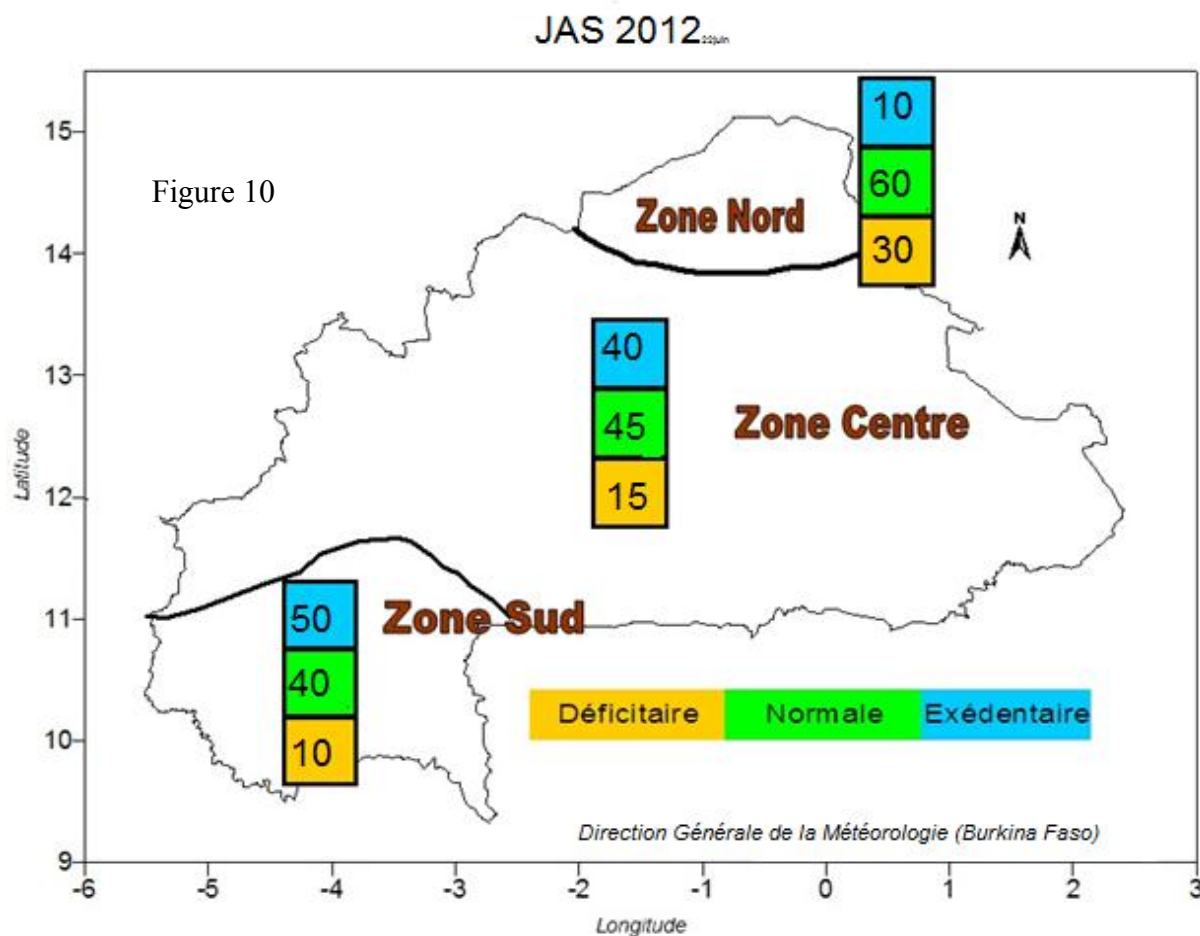 JAS 2012 22juin
Figure 10
Zone Nord
10
60
30
N
40
45
15
Zone Centre
Zone Sud
50
40
10
Déficitaire Normale Exédentaire
Direction Générale de la Météorologie (Burkina Faso)
Latitude
15
14
13
12
11
10
9
-6 -5 -4 -3 -2 -1 0 1 2 3
Longitude